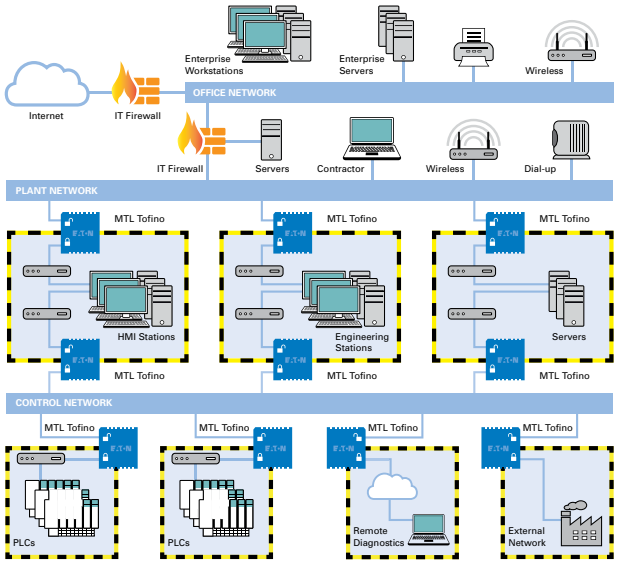 Enterprise
Workstations
Enterprise
Servers
Wireless
OFFICE NETWORK
Internet
IT Firewall
IT Firewall
Servers
Contractor
Wireless
Dial-up
PLANT NETWORK
MTL Tofino
MTL Tofino
MTL Tofino
E·T·N
E·T·N
E·T·N
HMI Stations
Engineering
Stations
Servers
E·T·N
E·T·N
E·T·N
MTL Tofino
MTL Tofino
MTL Tofino
CONTROL NETWORK
MTL Tofino
MTL Tofino
MTL Tofino
MTL Tofino
E·T·N
E·T·N
E·T·N
E·T·N
PLCs
PLCs
Remote
Diagnostics
External
Network